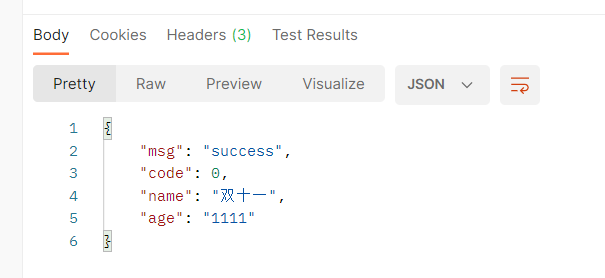 Body Cookies Headers (3) Test Results
Pretty Raw Preview Visualize JSON
1 {
2 "msg": "success",
3 "code": 0,
4 "name": "双十一",
5 "age": "1111"
6 }